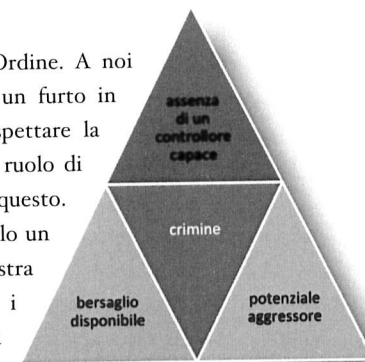 Ordine. A noi
un furto in
spettare la
ruolo di
questo.
lo un
stra
i
assenza
di un
controllore
capace
crimine
bersaglio
disponibile
potenziale
aggressore